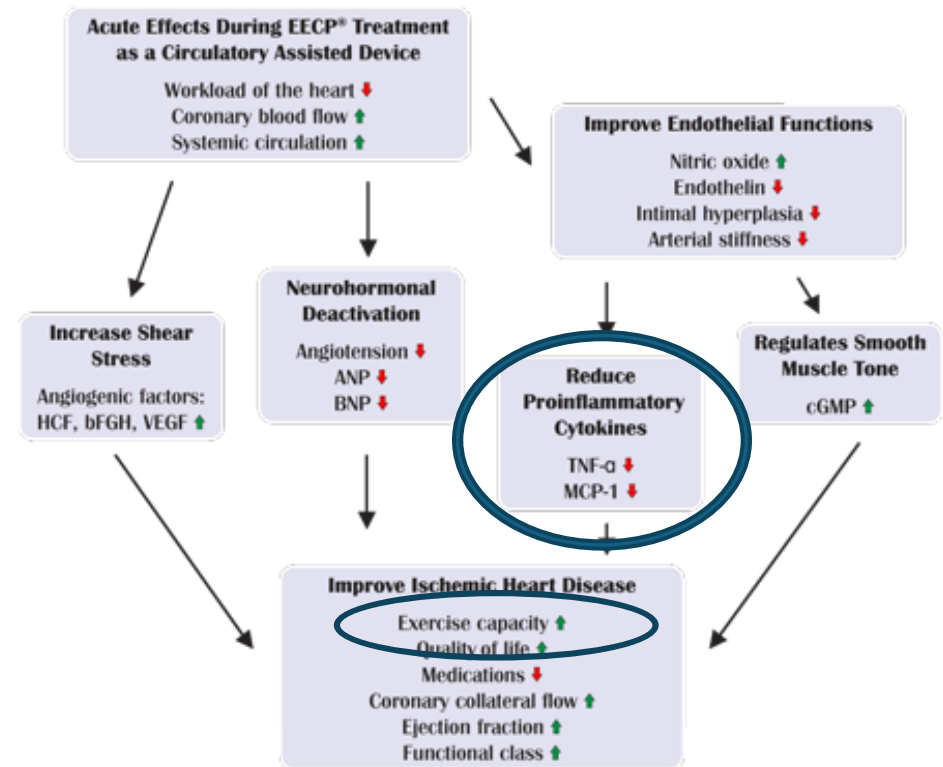 Acute Effects During EECP® Treatment
as a Circulatory Assisted Device
Workload of the heart
Coronary blood flow
Systemic circulation
Improve Endothelial Functions
Nitric oxide
Endothelin
Intimal hyperplasia
Arterial stiffness
Neurohormonal
Deactivation
Angiotension
ANP
BNP
Increase Shear
Stress
Angiogenic factors:
HCF, bFGH, VEGF
Reduce
Proinflammatory
Cytokines
TNF-α
MCP-1
Regulates Smooth
Muscle Tone
cGMP
Improve Ischemic Heart Disease
Exercise capacity
Quality of life
Medications
Coronary collateral flow
Ejection fraction
Functional class